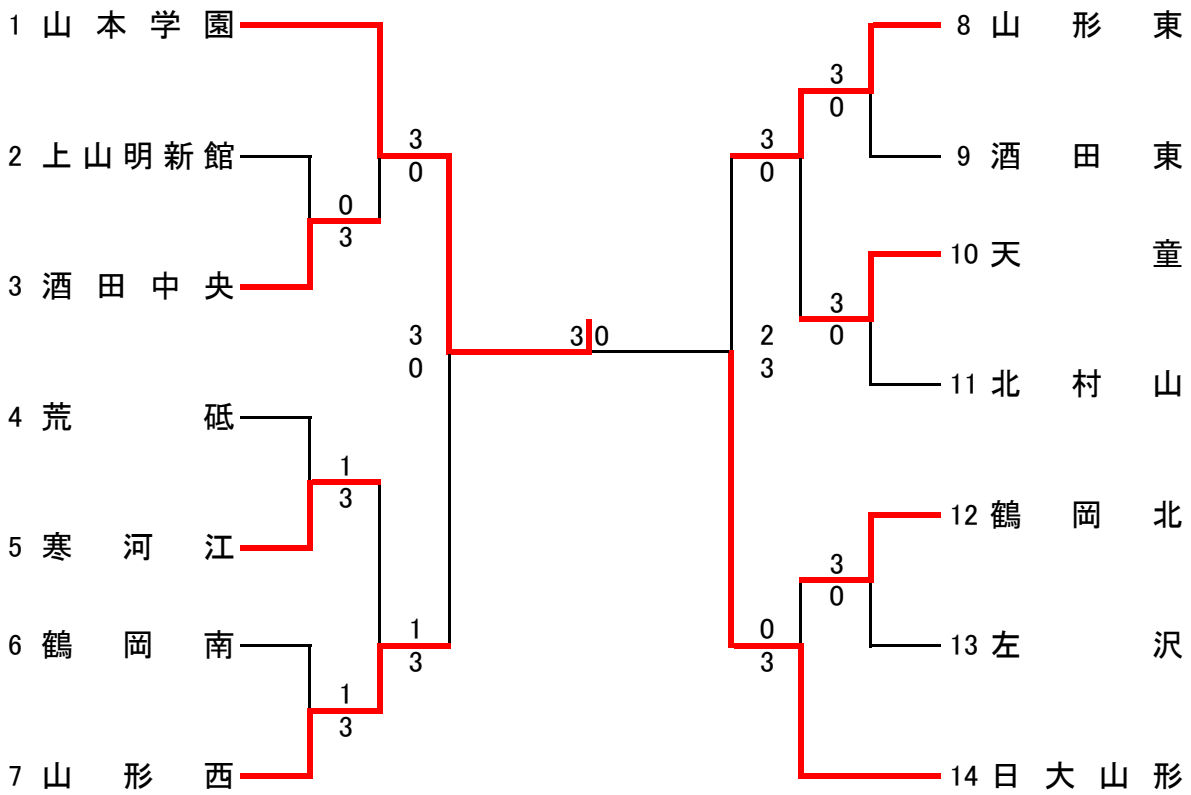 1 山本学園
2 上山明新館
3 酒田中央
4 荒砥
5 寒河江
6 鶴岡南
7 山形西
3
0
0
3
3
0
1
3
1
3
1
3
3 0
3
0
3
0
3
0
2
3
3
0
0
3
8 山形東
9 酒田東
10 天童
11 北村山
12 鶴岡北
13 左沢
14 日大山形